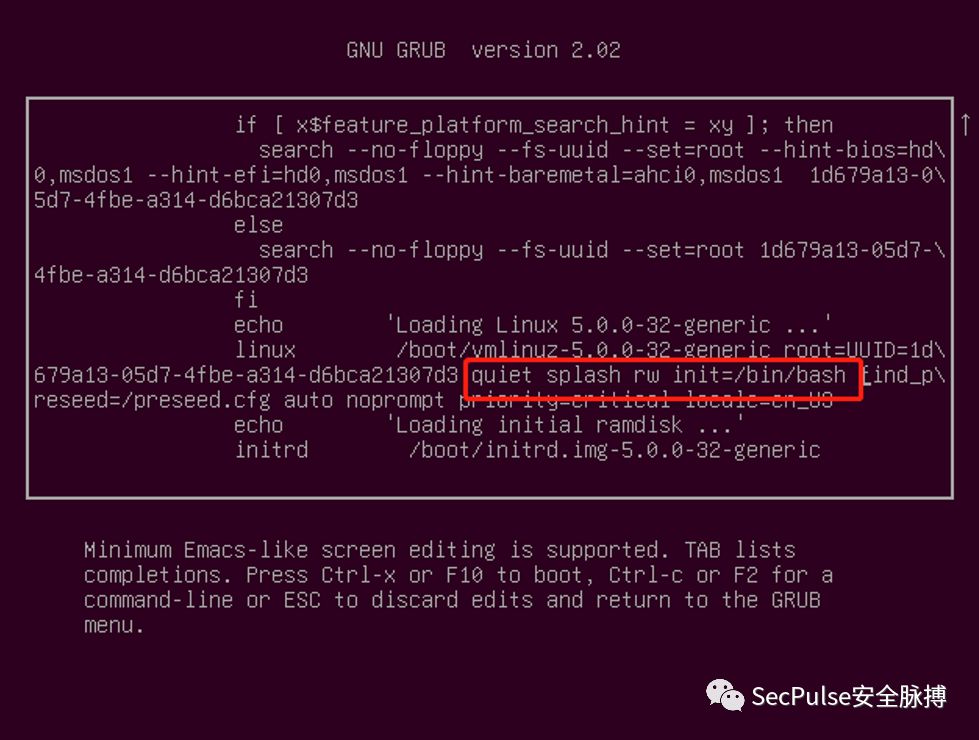 GNU GRUB version 2.02
if [ x$feature_platform_search_hint = xy ]; then
↑
search --no-floppy --fs-uuid --set=root --hint-bios=hd\
0,msdos1 --hint-efi=hd0,msdos1 --hint-baremetal=ahci0,msdos1 1d679a13-0\
5d7-4fbe-a314-d6bca21307d3
else
search --no-floppy --fs-uuid --set=root 1d679a13-05d7-\
4fbe-a314-d6bca21307d3
fi
echo 'Loading Linux 5.0.0-32-generic ...'
linux /boot/vmlinuz-5.0.0-32-generic root=UUID=1d\
679a13-05d7-4fbe-a314-d6bca21307d3 quiet splash rw init=/bin/bash find_p\
reseed=/preseed.cfg auto noprompt priority=critical locale=en_US
echo 'Loading initial ramdisk ...'
initrd /boot/initrd.img-5.0.0-32-generic
Minimum Emacs-like screen editing is supported. TAB lists
completions. Press Ctrl-x or F10 to boot, Ctrl-c or F2 for a
command-line or ESC to discard edits and return to the GRUB
menu.
SecPulse安全脉搏